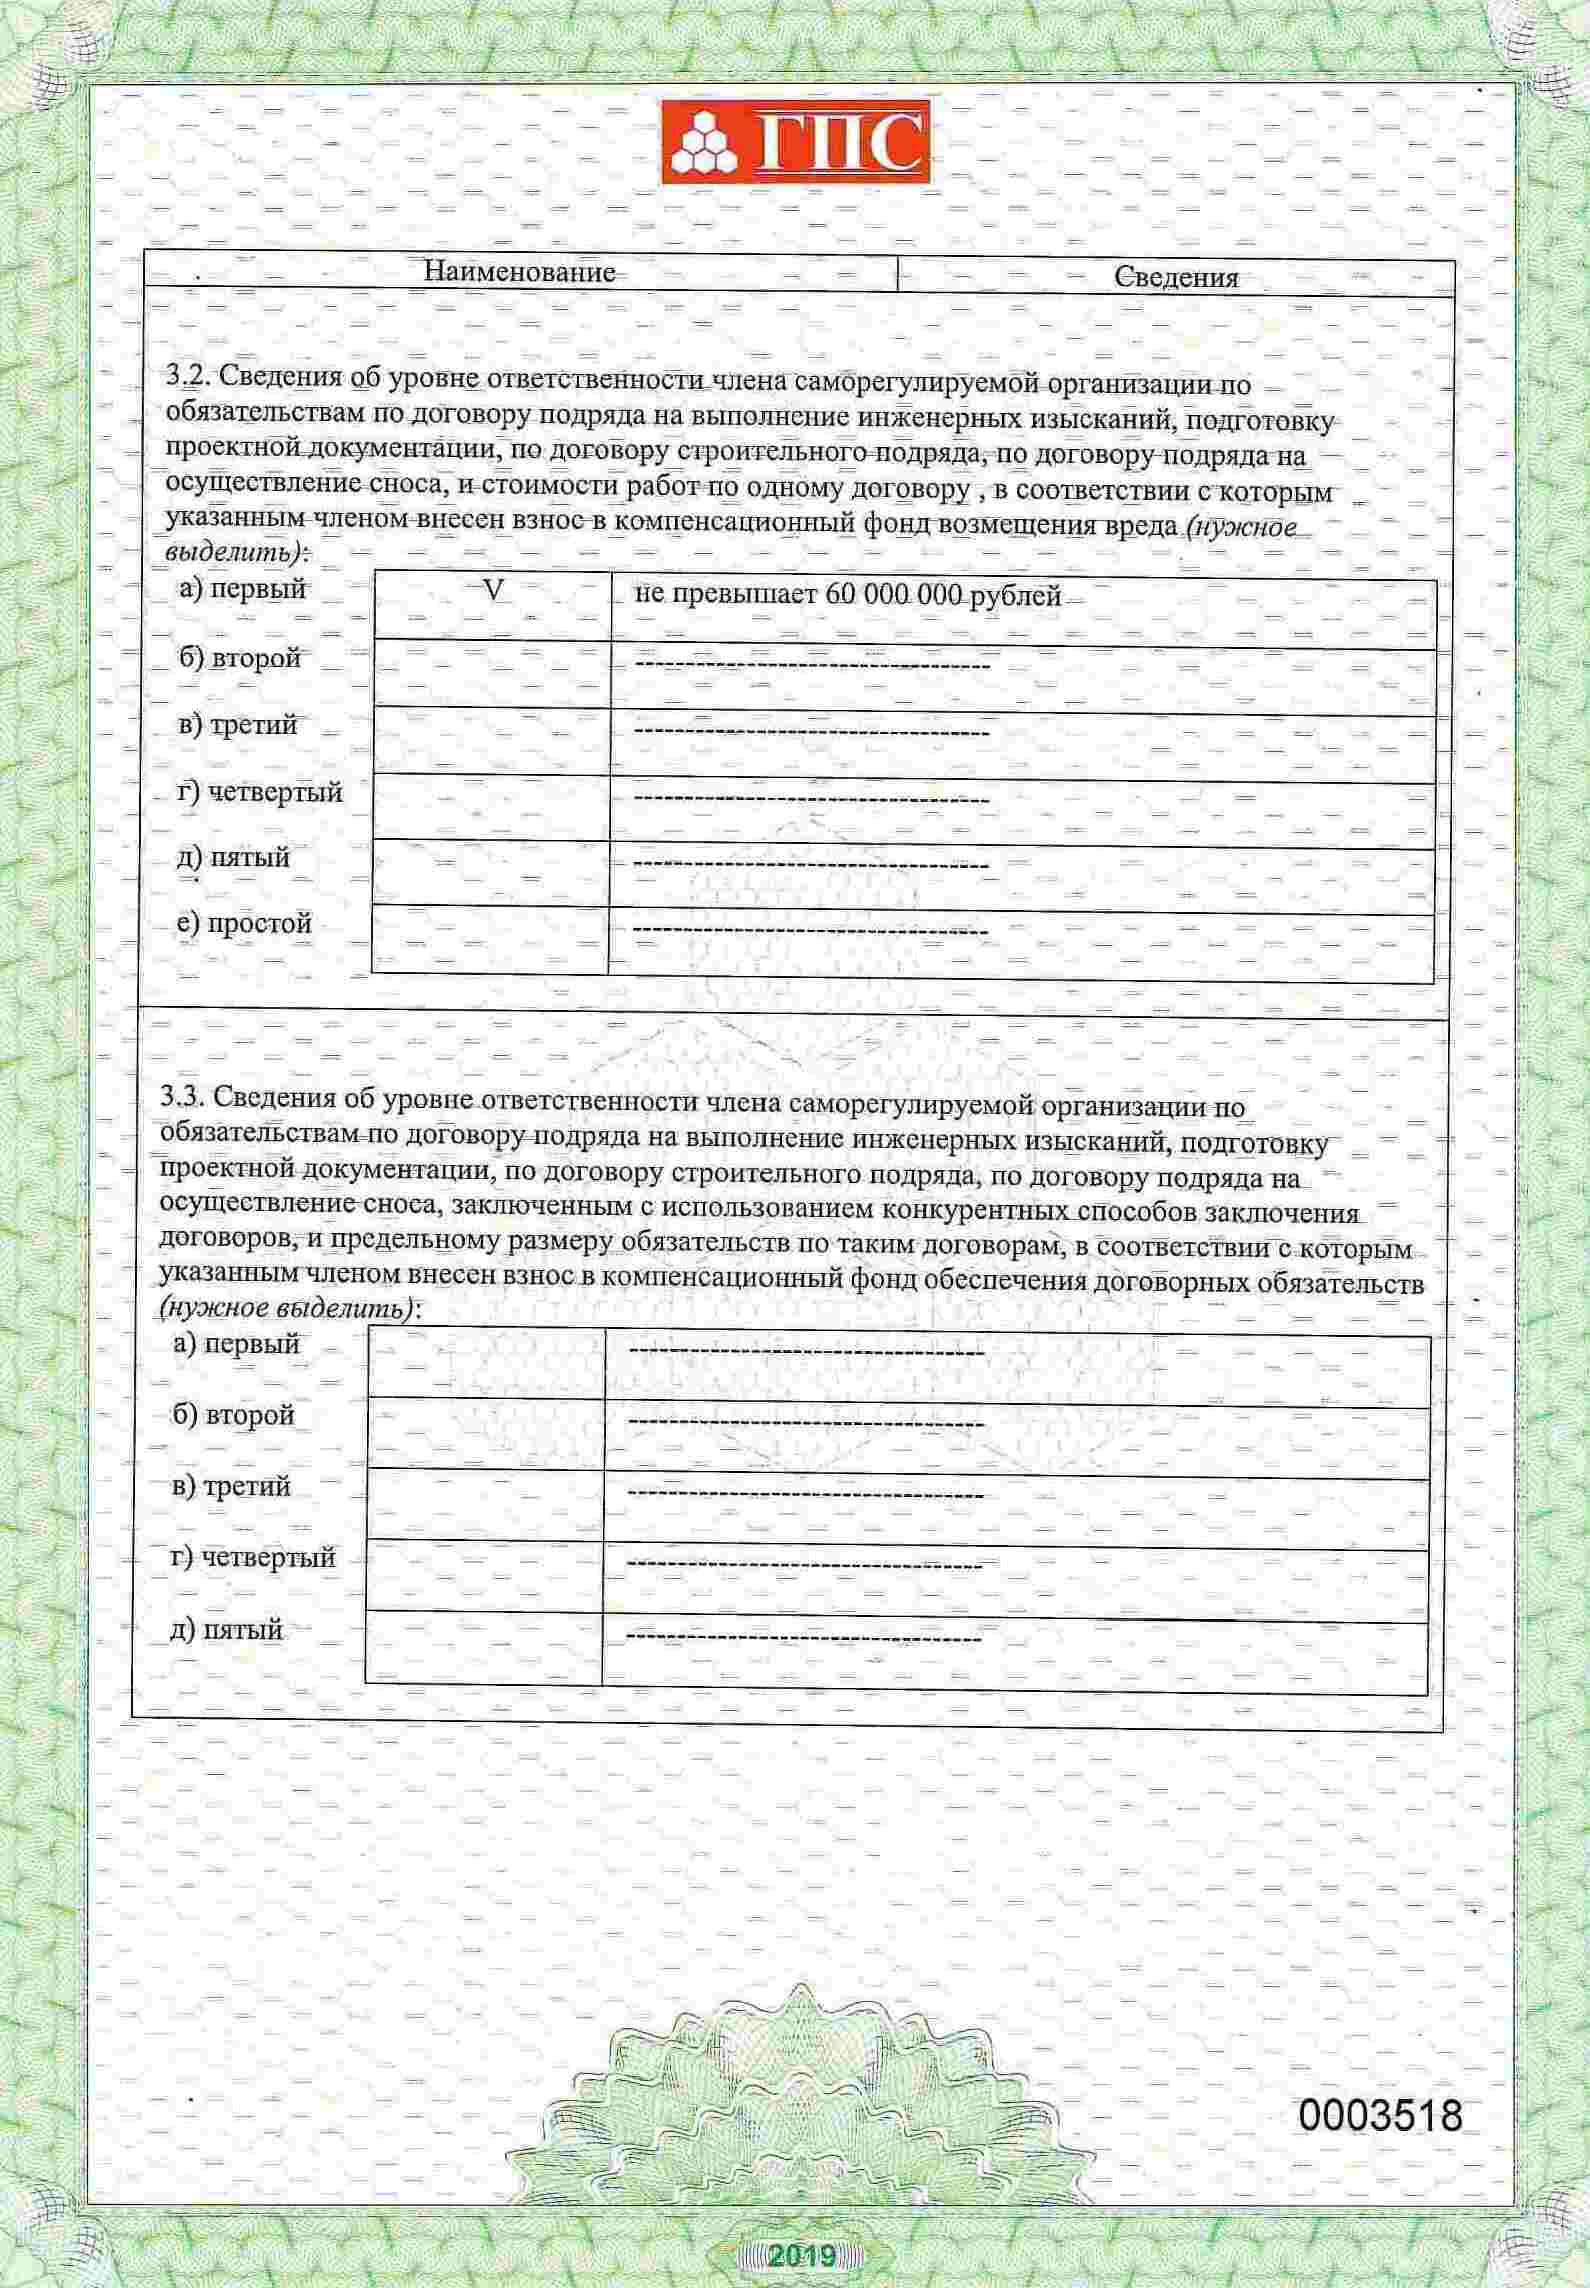 ГПС
Наименование Сведения
3.2. Сведения об уровне ответственности члена саморегулируемой организации по
обязательствам по договору подряда на выполнение инженерных изысканий, подготовку
проектной документации, по договору строительного подряда, по договору подряда на
осуществление сноса, и стоимости работ по одному договору , в соответствии с которым
указанным членом внесен взнос в компенсационный фонд возмещения вреда (нужное
выделить):
а) первый V не превышает 60 000 000 рублей
б) второй ----------------------------------
в) третий ----------------------------------
г) четвертый ----------------------------------
д) пятый ----------------------------------
е) простой ----------------------------------
3.3. Сведения об уровне ответственности члена саморегулируемой организации по
обязательствам по договору подряда на выполнение инженерных изысканий, подготовку
проектной документации, по договору строительного подряда, по договору подряда на
осуществление сноса, заключенным с использованием конкурентных способов заключения
договоров, и предельному размеру обязательств по таким договорам, в соответствии с которым
указанным членом внесен взнос в компенсационный фонд обеспечения договорных обязательств
(нужное выделить):
а) первый ----------------------------------
б) второй ----------------------------------
в) третий ----------------------------------
г) четвертый ----------------------------------
д) пятый ----------------------------------
0003518
2019